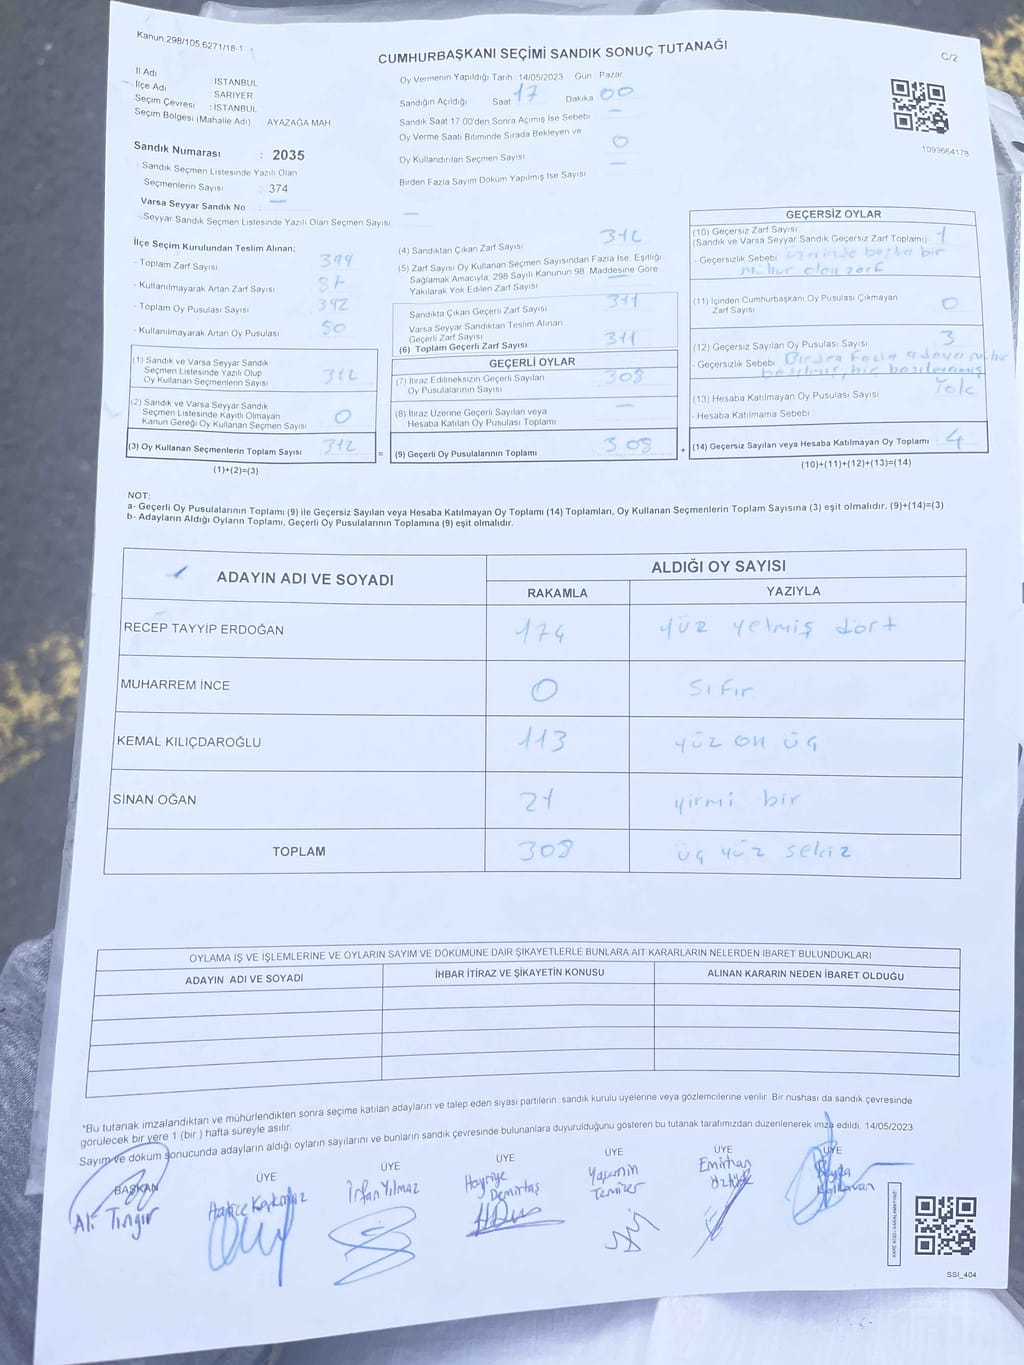 Kanun:298/105.6271/18-1
CUMHURBAŞKANI SEÇİMİ SANDIK SONUÇ TUTANAĞI
C/2
İl Adı İSTANBUL
İlçe Adı SARIYER
Seçim Çevresi : İSTANBUL
Seçim Bölgesi (Mahalle Adı) AYAZAĞA MAH.
Sandık Numarası : 2035
- Sandık Seçmen Listesinde Yazılı Olan
Seçmenlerin Sayısı : 374
Varsa Seyyar Sandık No —
- Seyyar Sandık Seçmen Listesinde Yazılı Olan Seçmen Sayısı —
Oy Vermenin Yapıldığı Tarih 14/05/2023 Gün Pazar
Sandığın Açıldığı Saat 17 Dakika 00
Sandık Saat 17.00'den Sonra Açımış İse Sebebi —
Oy Verme Saati Bitiminde Sırada Bekleyen ve
Oy Kullandırılan Seçmen Sayısı 0
Birden Fazla Sayım Döküm Yapılmış İse Sayısı —
1093664178
İlçe Seçim Kurulundan Teslim Alınan;
- Toplam Zarf Sayısı
- Kullanılmayarak Artan Zarf Sayısı
- Toplam Oy Pusulası Sayısı 392
- Kullanılmayarak Artan Oy Pusulası 80
(1) Sandık ve Varsa Seyyar Sandık
Seçmen Listesinde Yazılı Olup
Oy Kullanan Seçmenlerin Sayısı 312
(2) Sandık ve Varsa Seyyar Sandık
Seçmen Listesinde Kayıtlı Olmayan
Kanun Gereği Oy Kullanan Seçmen Sayısı 0
(3) Oy Kullanan Seçmenlerin Toplam Sayısı 312
(1)+(2)=(3)
(4) Sandıktan Çıkan Zarf Sayısı 312
(5) Zarf Sayısı Oy Kullanan Seçmen Sayısından Fazla İse, Eşitliği
Sağlamak Amacıyla, 298 Sayılı Kanunun 98. Maddesine Göre
Yakılarak Yok Edilen Zarf Sayısı —
Sandıkta Çıkan Geçerli Zarf Sayısı 311
Varsa Seyyar Sandıktan Teslim Alınan
Geçerli Zarf Sayısı
(6) Toplam Geçerli Zarf Sayısı 311
GEÇERLİ OYLAR
(7) İtiraz Edilmeksizin Geçerli Sayılan 308
Oy Pusulalarının Sayısı
(8) İtiraz Üzerine Geçerli Sayılan veya —
Hesaba Katılan Oy Pusulası Toplamı
= (9) Geçerli Oy Pusulalarının Toplamı 308 +
GEÇERSİZ OYLAR
(10) Geçersiz Zarf Sayısı 1
(Sandık ve Varsa Seyyar Sandık Geçersiz Zarf Toplamı)
- Geçersizlik Sebebi üzerinde başka bir
mühür olan zarf
(11) İçinden Cumhurbaşkanı Oy Pusulası Çıkmayan
Zarf Sayısı 0
(12) Geçersiz Sayılan Oy Pusulası Sayısı 3
- Geçersizlik Sebebi Birden fazla adaya mühür
basılmış, hiç basılmamış
(13) Hesaba Katılmayan Oy Pusulası Sayısı Yok
- Hesaba Katılmama Sebebi
(14) Geçersiz Sayılan veya Hesaba Katılmayan Oy Toplamı 4
(10)+(11)+(12)+(13)=(14)
NOT:
a- Geçerli Oy Pusulalarının Toplamı (9) ile Geçersiz Sayılan veya Hesaba Katılmayan Oy Toplamı (14) Toplamları, Oy Kullanan Seçmenlerin Toplam Sayısına (3) eşit olmalıdır. (9)+(14)=(3)
b- Adayların Aldığı Oyların Toplamı, Geçerli Oy Pusulalarının Toplamına (9) eşit olmalıdır.
ADAYIN ADI VE SOYADI ALDIĞI OY SAYISI
RAKAMLA YAZIYLA
RECEP TAYYİP ERDOĞAN 174 yüz yetmiş dört
MUHARREM İNCE 0 sıfır
KEMAL KILIÇDAROĞLU 113 yüz on üç
SİNAN OĞAN 21 yirmi bir
TOPLAM 308 üç yüz sekiz
OYLAMA İŞ VE İŞLEMLERİNE VE OYLARIN SAYIM VE DÖKÜMÜNE DAİR ŞİKAYETLERLE BUNLARA AİT KARARLARIN NELERDEN İBARET BULUNDUKLARI
ADAYIN ADI VE SOYADI İHBAR İTİRAZ VE ŞİKAYETİN KONUSU ALINAN KARARIN NEDEN İBARET OLDUĞU
"Bu tutanak imzalandıktan ve mühürlendikten sonra seçime katılan adayların ve talep eden siyasi partilerin sandık kurulu üyelerine veya gözlemcilerine verilir. Bir nüshası da sandık çevresinde
görülecek bir yere 1 (bir) hafta süreyle asılır.
Sayım ve döküm sonucunda adayların aldığı oyların sayılarını ve bunların sandık çevresinde bulunanlara duyurulduğunu gösteren bu tutanak tarafımızdan düzenlenerek imza edildi. 14/05/2023
BAŞKAN ÜYE ÜYE ÜYE ÜYE ÜYE ÜYE
Ali Tingır
Hatice Korkmaz
İrfan Yılmaz
Hayriye Demirtaş
Yasemin Temizer
Emirhan
SSİ_404